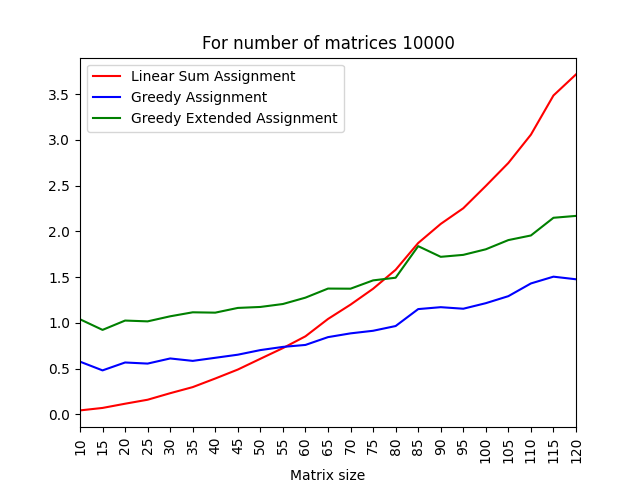 For number of matrices 10000
Linear Sum Assignment
Greedy Assignment
Greedy Extended Assignment
3.5
3.0
2.5
2.0
1.5
1.0
0.5
0.0
10 15 20 25 30 35 40 45 50 55 60 65 70 75 80 85 90 95 100 105 110 115 120
Matrix size